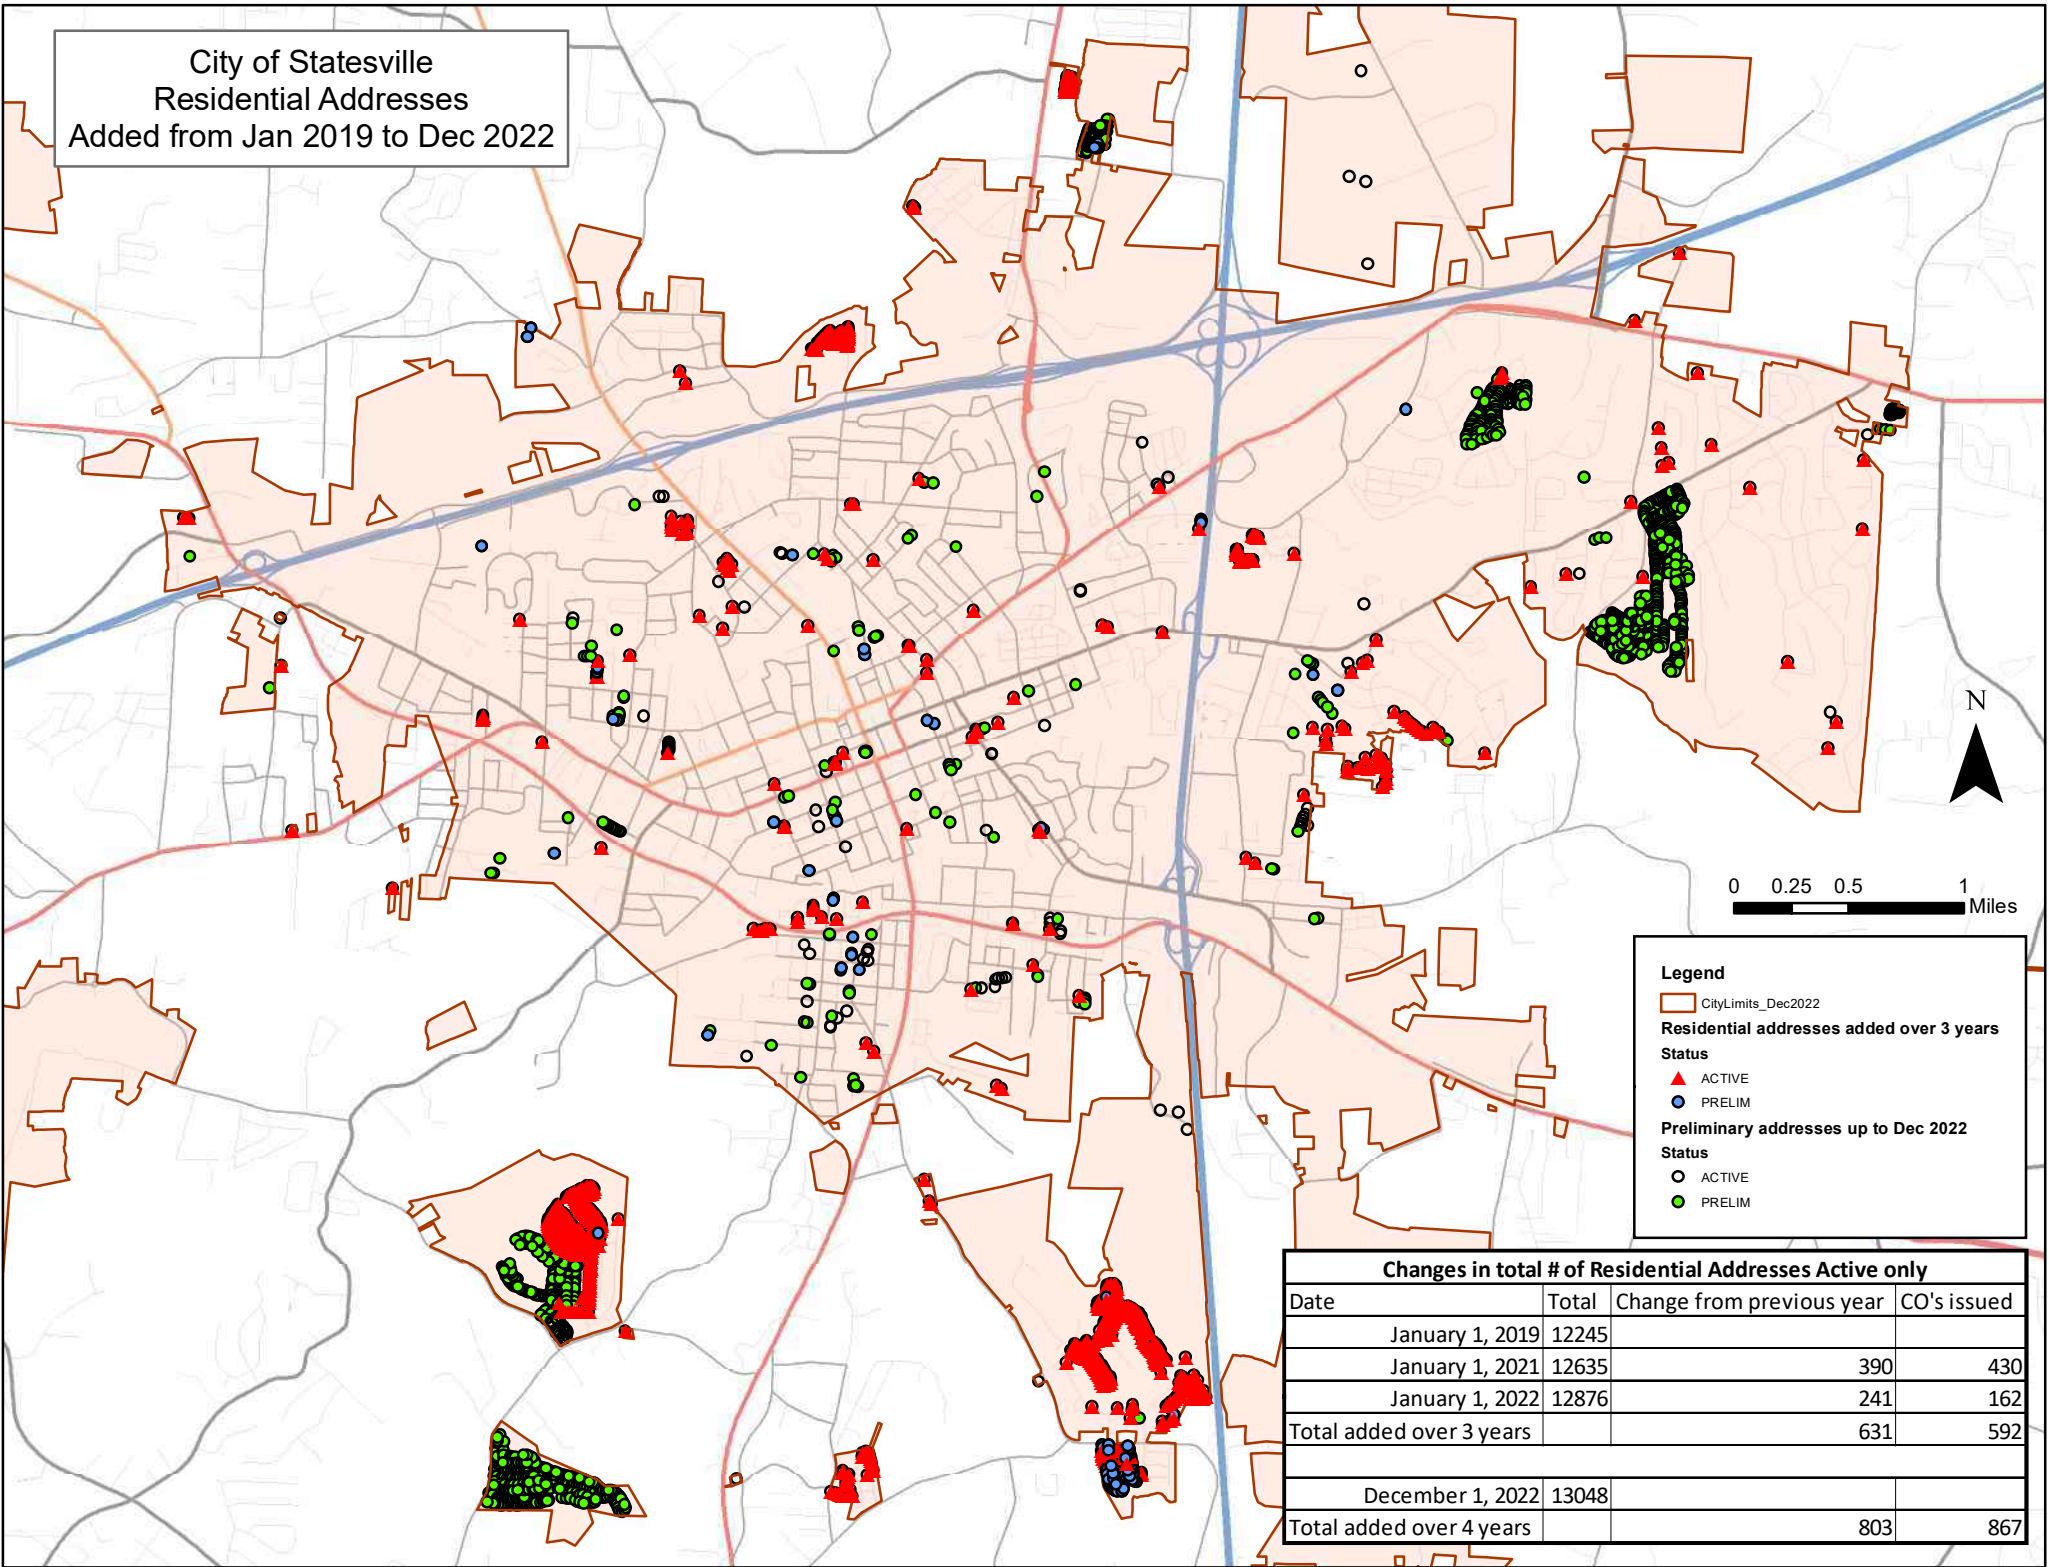 City of Statesville
Residential Addresses
Added from Jan 2019 to Dec 2022
N
0 0.25 0.5 1
Miles
Legend
CityLimits_Dec2022
Residential addresses added over 3 years
Status
ACTIVE
PRELIM
Preliminary addresses up to Dec 2022
Status
ACTIVE
PRELIM
Changes in total # of Residential Addresses Active only
Date Total Change from previous year CO's issued
January 1, 2019 12245
January 1, 2021 12635 390 430
January 1, 2022 12876 241 162
Total added over 3 years 631 592
December 1, 2022 13048
Total added over 4 years 803 867